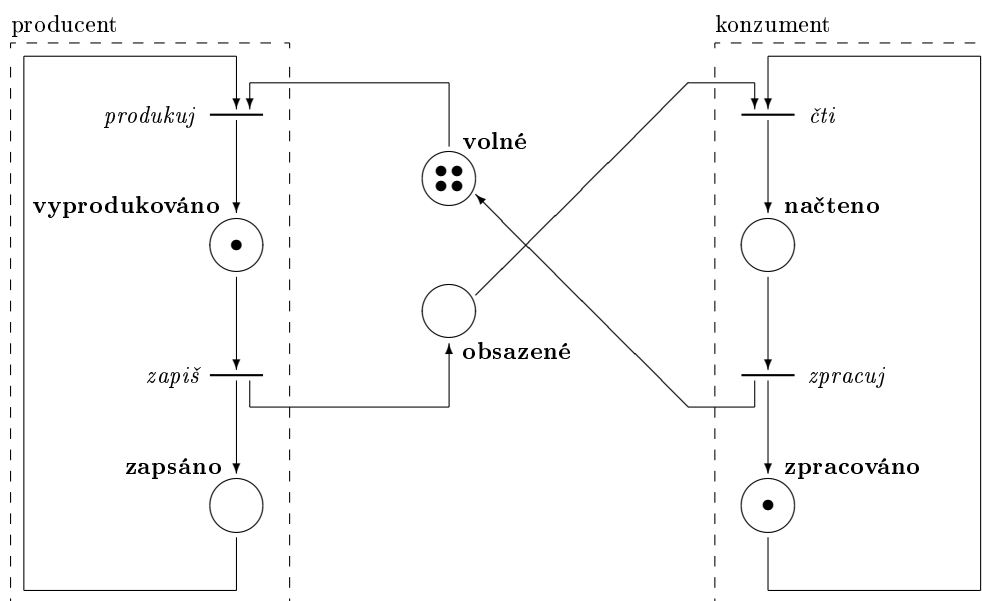 producent
konzument
produkuj
čti
volné
vyprodukováno
načteno
obsazené
zapiš
zpracuj
zapsáno
zpracováno